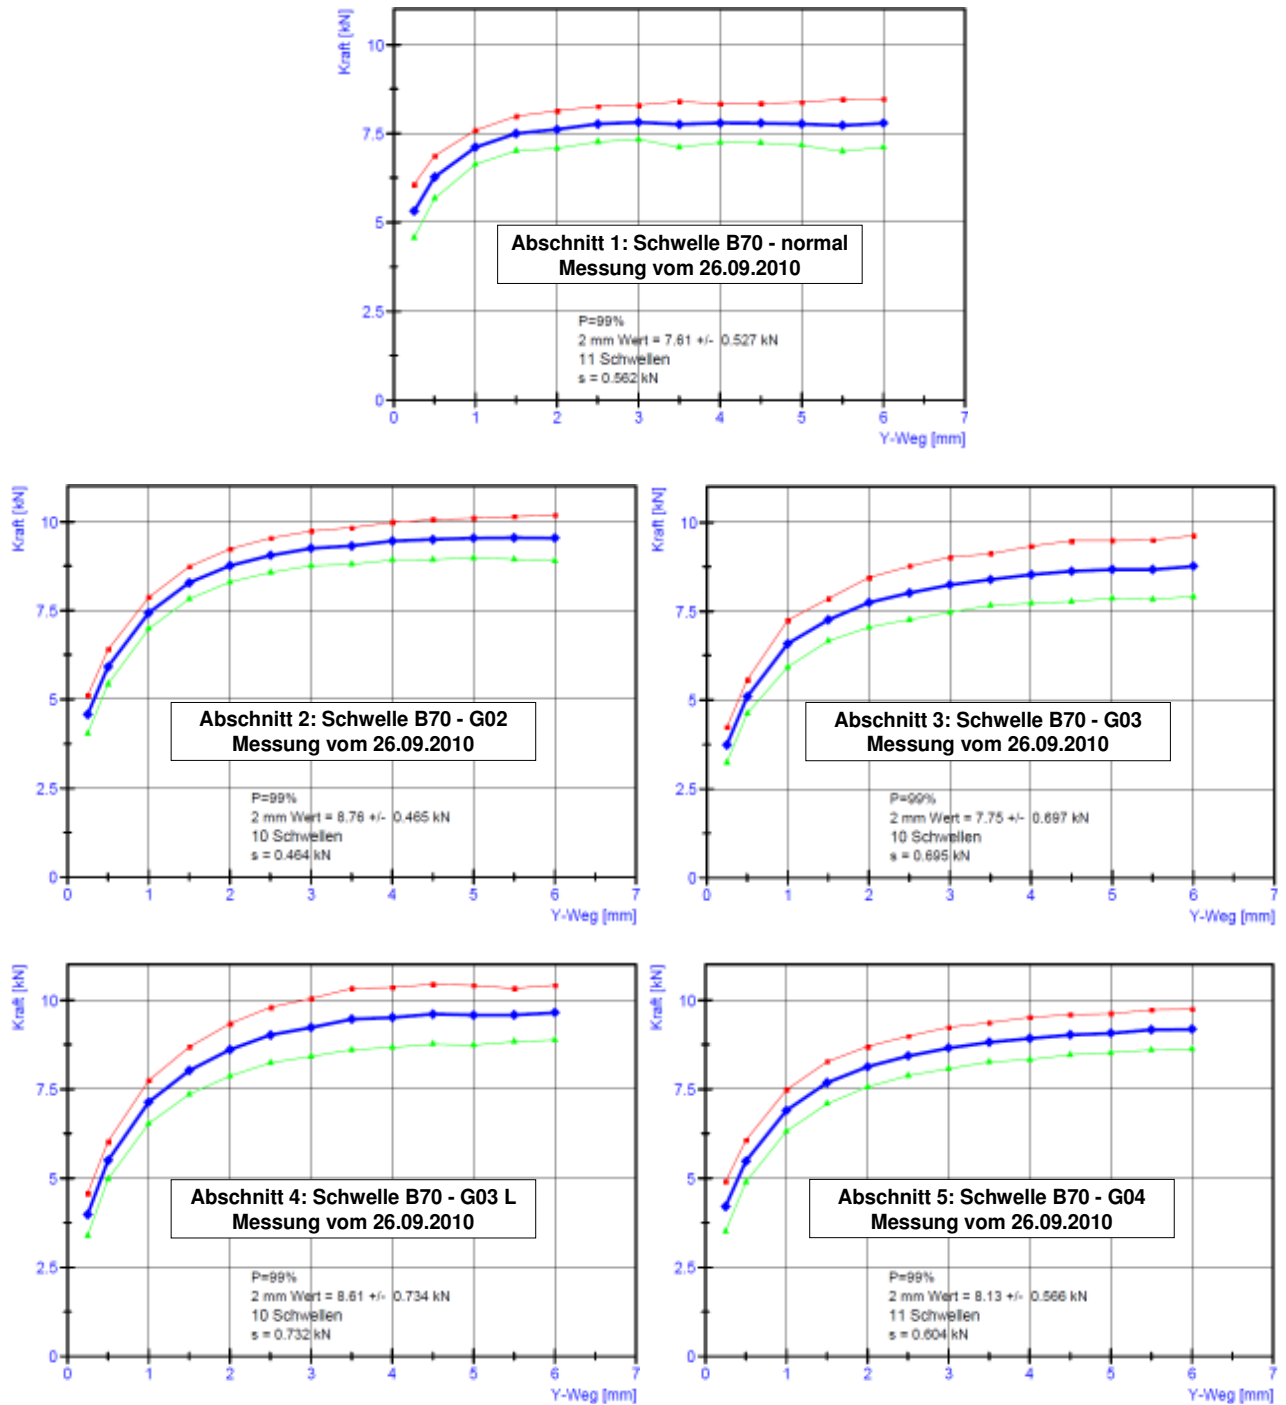 Kraft [kN]
10
7.5
5
2.5
0
Abschnitt 1: Schwelle B70 - normal
Messung vom 26.09.2010
P=99%
2 mm Wert = 7.61 +/- 0.527 kN
11 Schwellen
s = 0.562 kN
0 1 2 3 4 5 6 7
Y-Weg [mm]
Kraft [kN]
10
7.5
5
2.5
0
Abschnitt 2: Schwelle B70 - G02
Messung vom 26.09.2010
P=99%
2 mm Wert = 8.76 +/- 0.465 kN
10 Schwellen
s = 0.464 kN
0 1 2 3 4 5 6 7
Y-Weg [mm]
Kraft [kN]
10
7.5
5
2.5
0
Abschnitt 3: Schwelle B70 - G03
Messung vom 26.09.2010
P=99%
2 mm Wert = 7.75 +/- 0.697 kN
10 Schwellen
s = 0.695 kN
0 1 2 3 4 5 6 7
Y-Weg [mm]
Kraft [kN]
10
7.5
5
2.5
0
Abschnitt 4: Schwelle B70 - G03 L
Messung vom 26.09.2010
P=99%
2 mm Wert = 8.61 +/- 0.734 kN
10 Schwellen
s = 0.732 kN
0 1 2 3 4 5 6 7
Y-Weg [mm]
Kraft [kN]
10
7.5
5
2.5
0
Abschnitt 5: Schwelle B70 - G04
Messung vom 26.09.2010
P=99%
2 mm Wert = 8.13 +/- 0.566 kN
11 Schwellen
s = 0.604 kN
0 1 2 3 4 5 6 7
Y-Weg [mm]